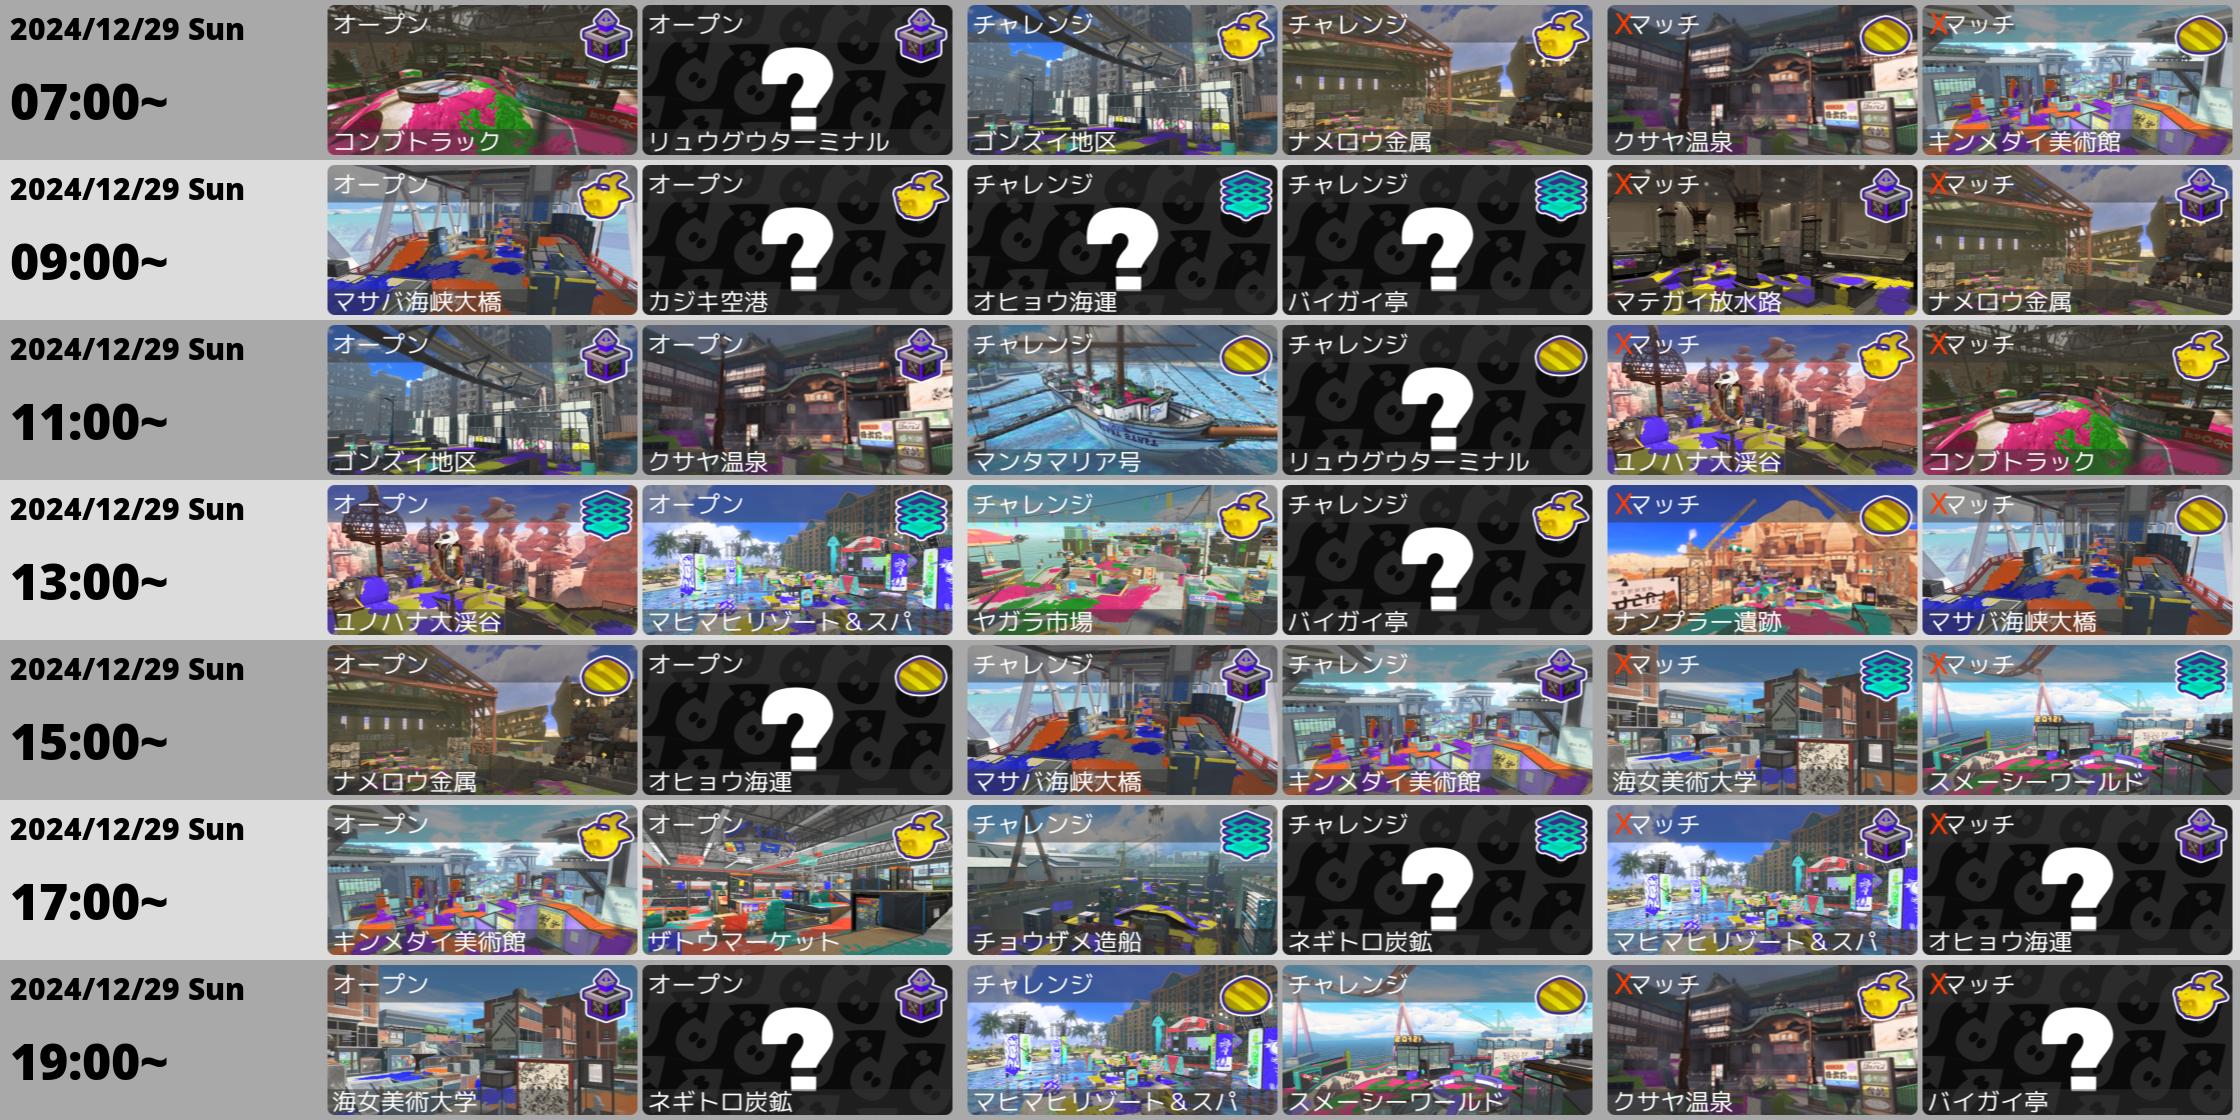 2024/12/29 Sun
07:00~
オープン
コンブトラック
オープン
リュウグウターミナル
チャレンジ
ゴンズイ地区
チャレンジ
ナメロウ金属
Xマッチ
クサヤ温泉
Xマッチ
キンメダイ美術館
2024/12/29 Sun
09:00~
オープン
マサバ海峡大橋
オープン
カジキ空港
チャレンジ
オヒョウ海運
チャレンジ
バイガイ亭
Xマッチ
マテガイ放水路
Xマッチ
ナメロウ金属
2024/12/29 Sun
11:00~
オープン
ゴンズイ地区
オープン
クサヤ温泉
チャレンジ
マンタマリア号
チャレンジ
リュウグウターミナル
Xマッチ
ユノハナ大渓谷
Xマッチ
コンブトラック
2024/12/29 Sun
13:00~
オープン
ユノハナ大渓谷
オープン
マヒマヒリゾート＆スパ
チャレンジ
ヤガラ市場
チャレンジ
バイガイ亭
Xマッチ
ナンプラー遺跡
Xマッチ
マサバ海峡大橋
2024/12/29 Sun
15:00~
オープン
ナメロウ金属
オープン
オヒョウ海運
チャレンジ
マサバ海峡大橋
チャレンジ
キンメダイ美術館
Xマッチ
海女美術大学
Xマッチ
スメーシーワールド
2024/12/29 Sun
17:00~
オープン
キンメダイ美術館
オープン
ザトウマーケット
チャレンジ
チョウザメ造船
チャレンジ
ネギトロ炭鉱
Xマッチ
マヒマヒリゾート＆スパ
Xマッチ
オヒョウ海運
2024/12/29 Sun
19:00~
オープン
海女美術大学
オープン
ネギトロ炭鉱
チャレンジ
マヒマヒリゾート＆スパ
チャレンジ
スメーシーワールド
Xマッチ
クサヤ温泉
Xマッチ
バイガイ亭